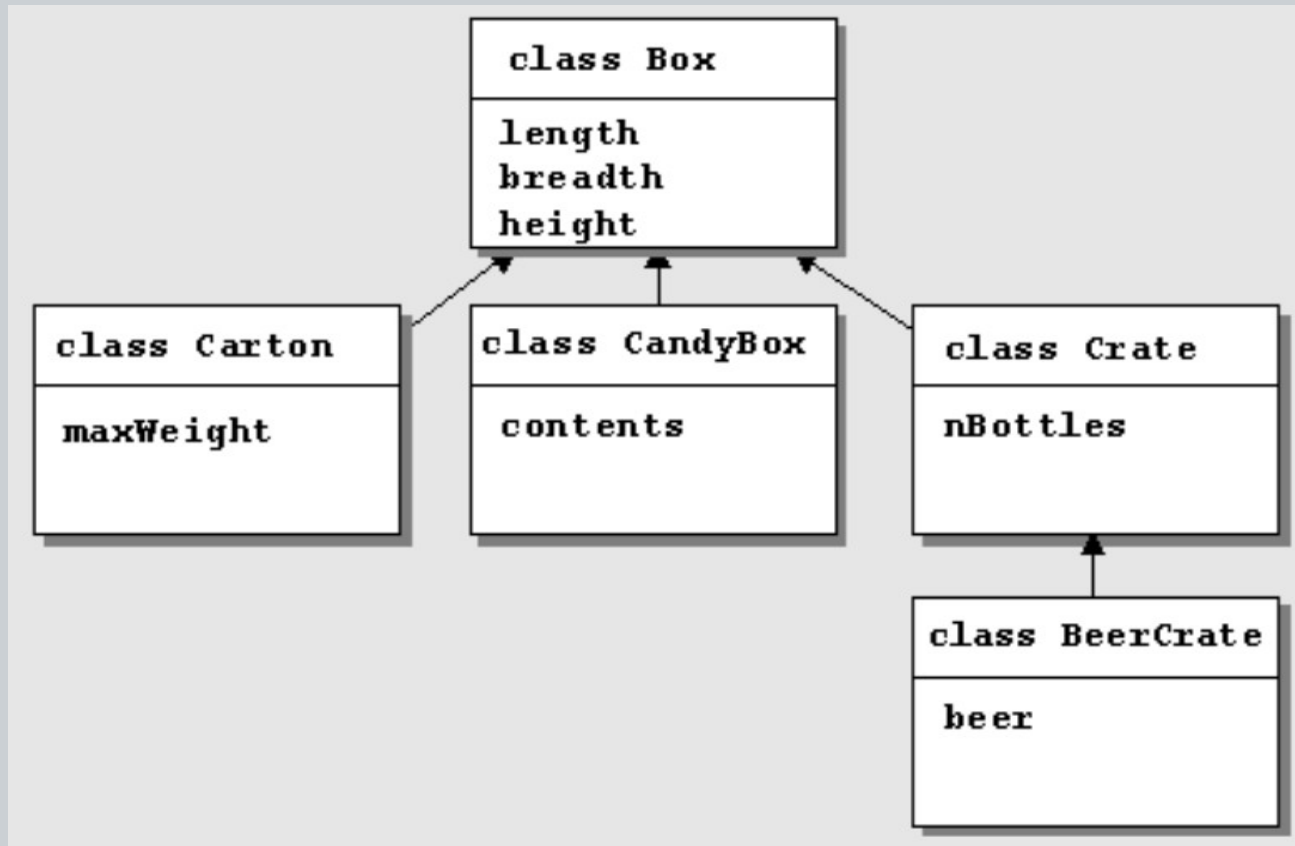 class Box
length
breadth
height
class Carton
maxWeight
class CandyBox
contents
class Crate
nBottles
class BeerCrate
beer